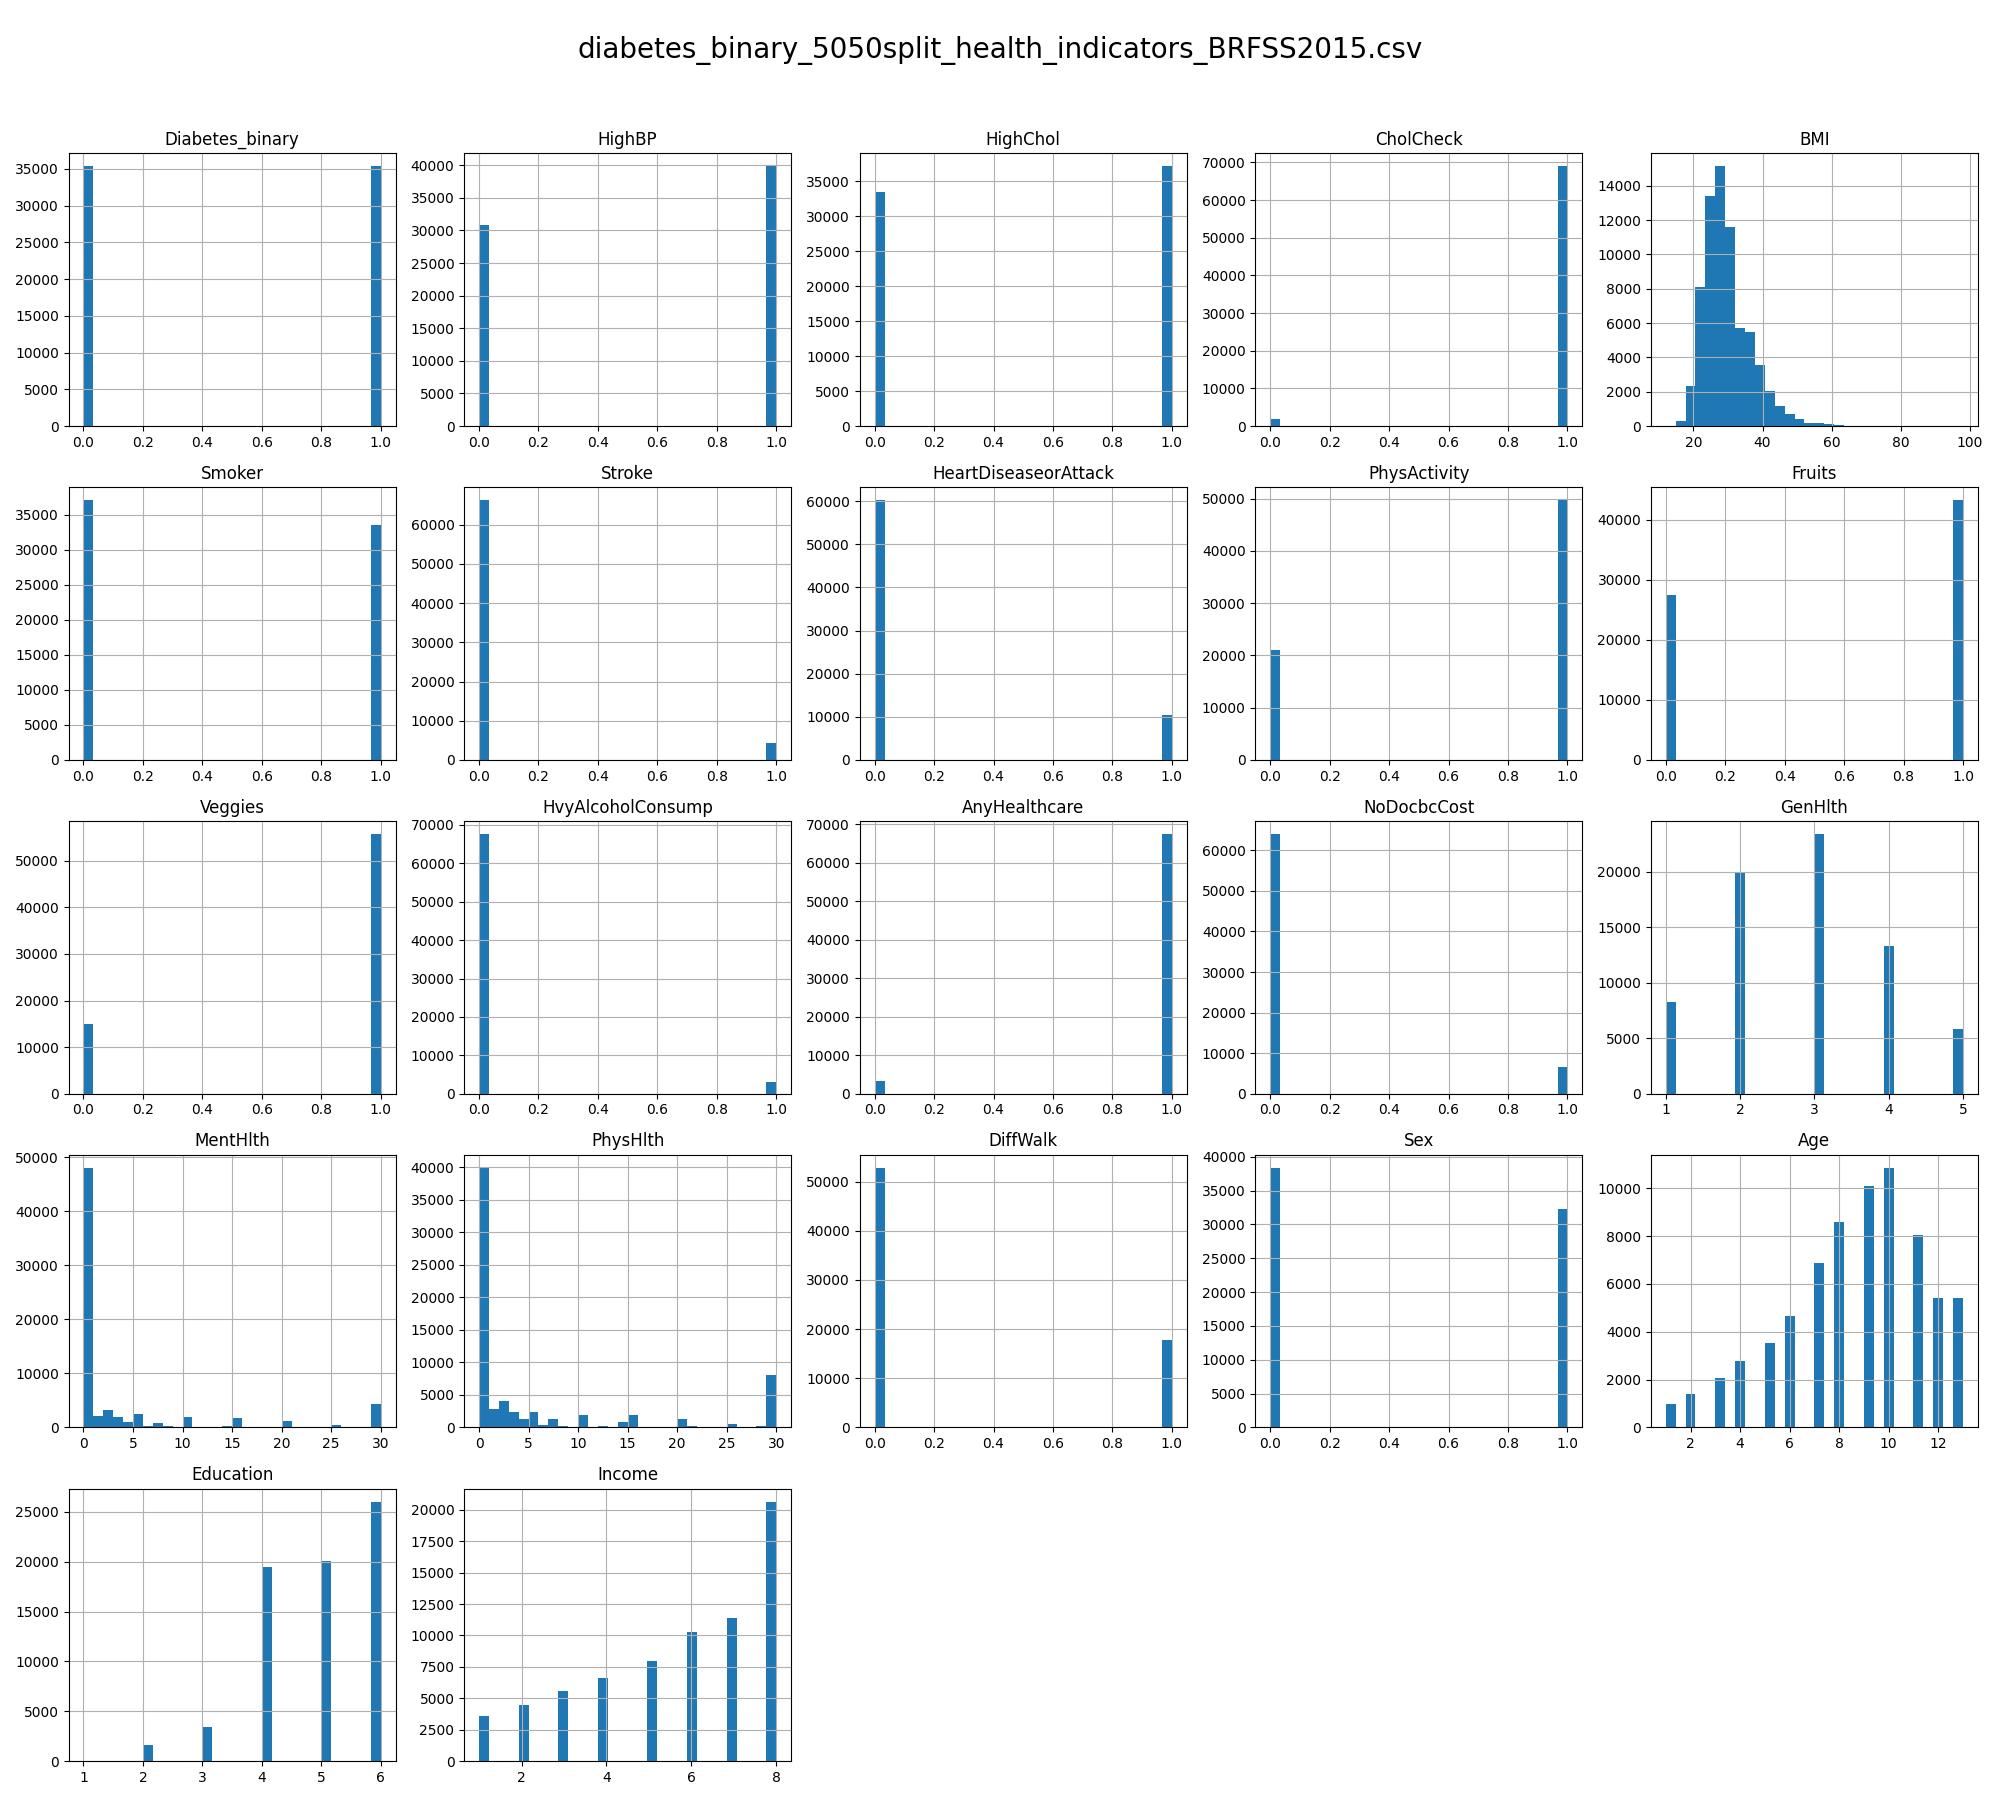 diabetes_binary_5050split_health_indicators_BRFSS2015.csv
Diabetes_binary HighBP HighChol CholCheck BMI
35000 30000 25000 20000 15000 10000 5000 0
0.0 0.2 0.4 0.6 0.8 1.0
40000 35000 30000 25000 20000 15000 10000 5000 0
0.0 0.2 0.4 0.6 0.8 1.0
35000 30000 25000 20000 15000 10000 5000 0
0.0 0.2 0.4 0.6 0.8 1.0
70000 60000 50000 40000 30000 20000 10000 0
0.0 0.2 0.4 0.6 0.8 1.0
14000 12000 10000 8000 6000 4000 2000 0
20 40 60 80 100
Smoker Stroke HeartDiseaseorAttack PhysActivity Fruits
35000 30000 25000 20000 15000 10000 5000 0
0.0 0.2 0.4 0.6 0.8 1.0
60000 50000 40000 30000 20000 10000 0
0.0 0.2 0.4 0.6 0.8 1.0
60000 50000 40000 30000 20000 10000 0
0.0 0.2 0.4 0.6 0.8 1.0
50000 40000 30000 20000 10000 0
0.0 0.2 0.4 0.6 0.8 1.0
40000 30000 20000 10000 0
0.0 0.2 0.4 0.6 0.8 1.0
Veggies HvyAlcoholConsump AnyHealthcare NoDocbcCost GenHlth
50000 40000 30000 20000 10000 0
0.0 0.2 0.4 0.6 0.8 1.0
70000 60000 50000 40000 30000 20000 10000 0
0.0 0.2 0.4 0.6 0.8 1.0
70000 60000 50000 40000 30000 20000 10000 0
0.0 0.2 0.4 0.6 0.8 1.0
60000 50000 40000 30000 20000 10000 0
0.0 0.2 0.4 0.6 0.8 1.0
20000 15000 10000 5000 0
1 2 3 4 5
MentHlth PhysHlth DiffWalk Sex Age
50000 40000 30000 20000 10000 0
0 5 10 15 20 25 30
40000 35000 30000 25000 20000 15000 10000 5000 0
0 5 10 15 20 25 30
50000 40000 30000 20000 10000 0
0.0 0.2 0.4 0.6 0.8 1.0
40000 35000 30000 25000 20000 15000 10000 5000 0
0.0 0.2 0.4 0.6 0.8 1.0
10000 8000 6000 4000 2000 0
2 4 6 8 10 12
Education Income
25000 20000 15000 10000 5000 0
1 2 3 4 5 6
20000 17500 15000 12500 10000 7500 5000 2500 0
2 4 6 8